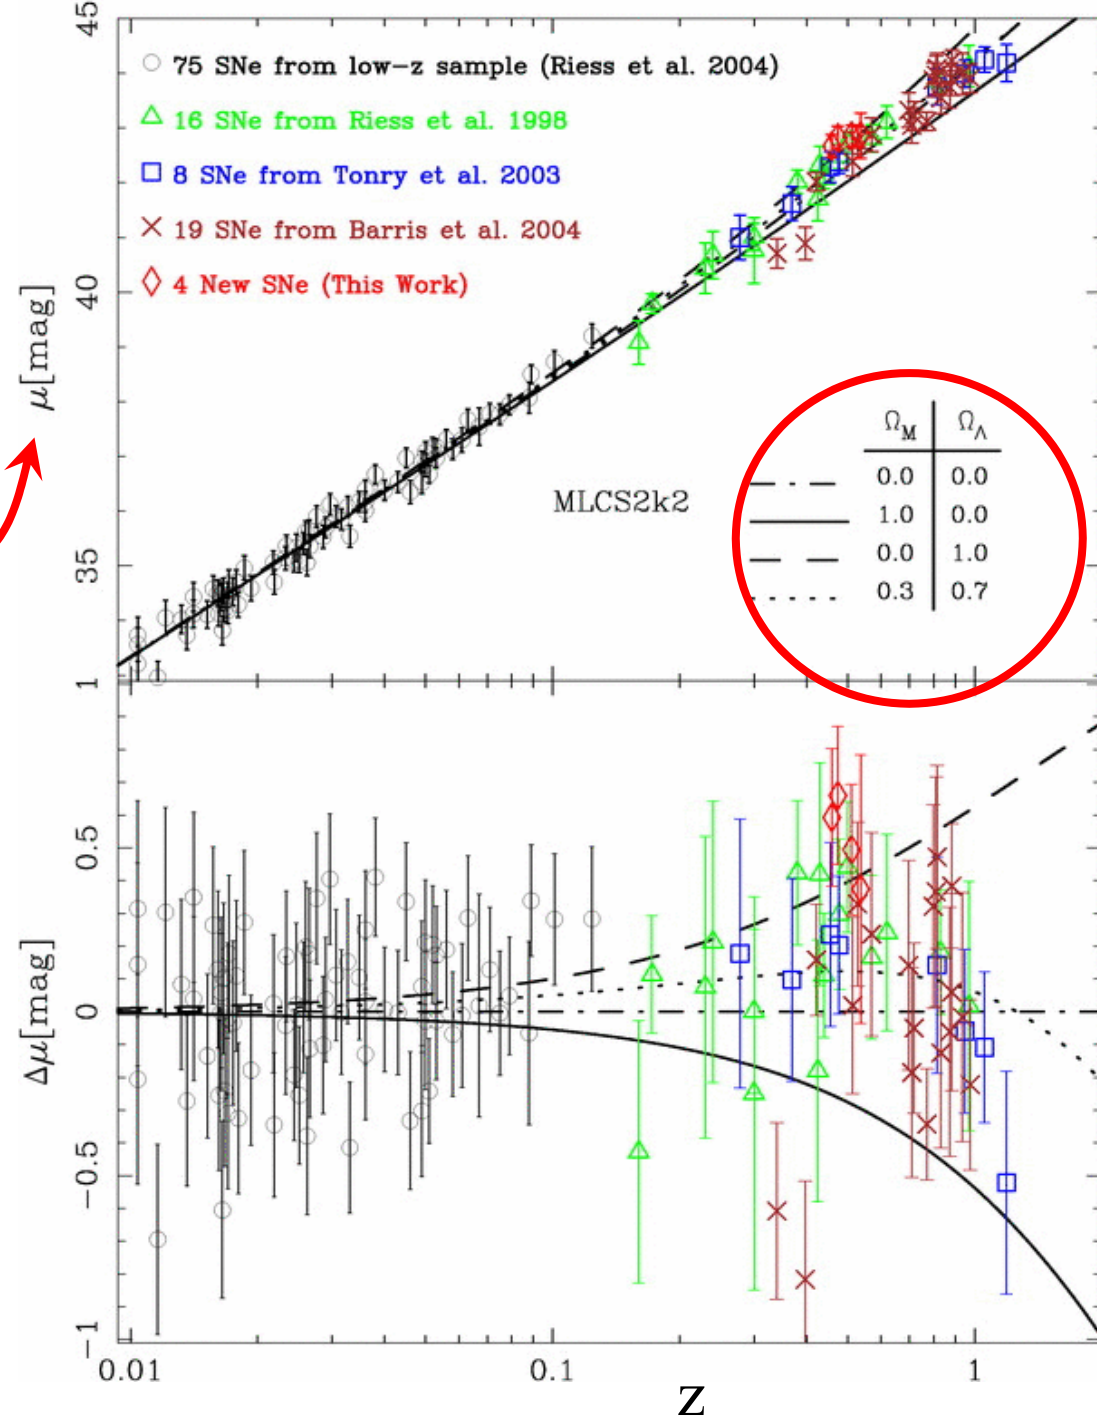 45
75 SNe from low-z sample (Riess et al. 2004)
16 SNe from Riess et al. 1998
8 SNe from Tonry et al. 2003
19 SNe from Barris et al. 2004
4 New SNe (This Work)
40
μ[mag]
Ω_M Ω_Λ
0.0 0.0
1.0 0.0
0.0 1.0
0.3 0.7
MLCS2k2
35
1
0.5
0
Δμ[mag]
−0.5
−1
0.01 0.1 1
z